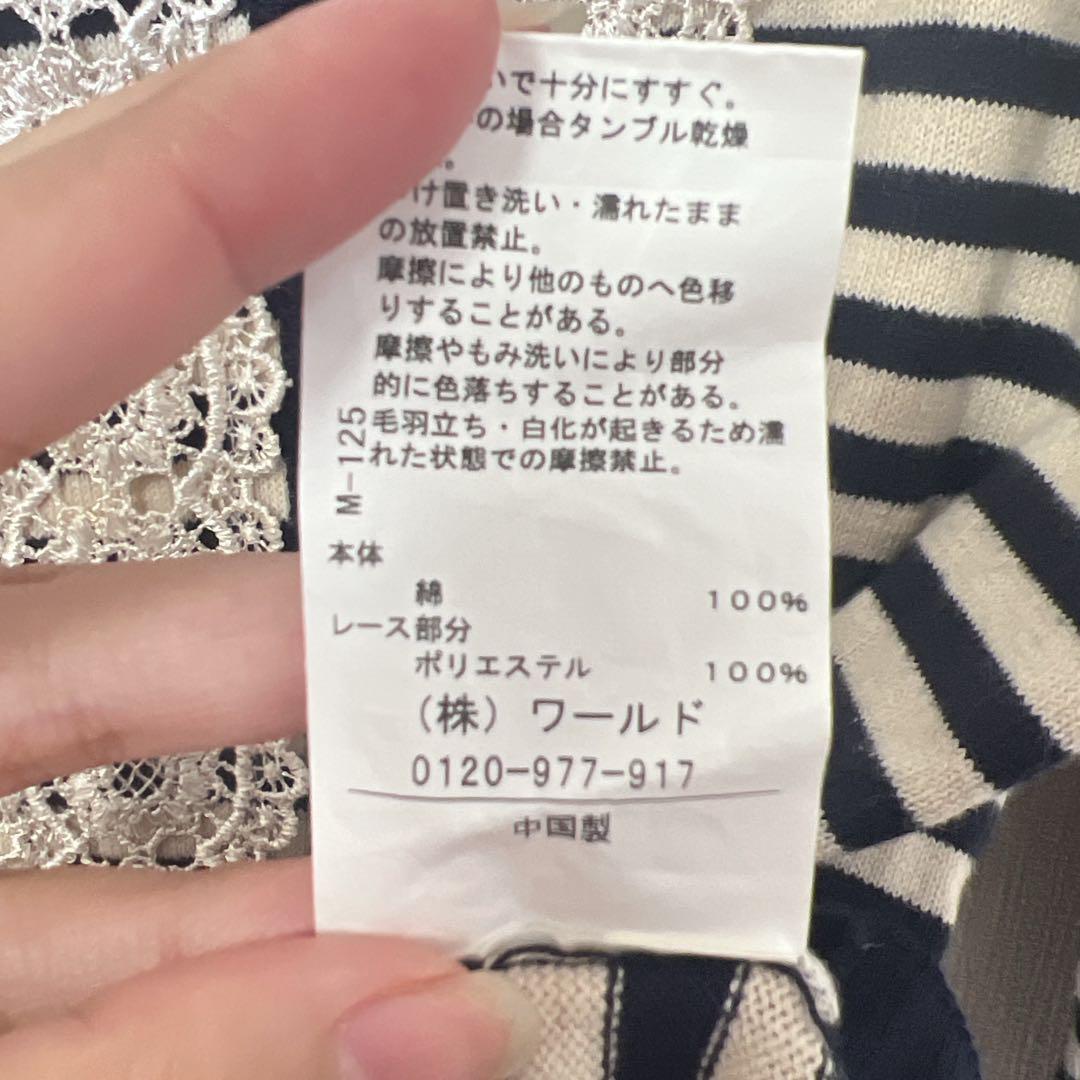 いで十分にすすぐ。
の場合タンブル乾燥
。
け置き洗い・濡れたまま
の放置禁止。
摩擦により他のものへ色移
りすることがある。
摩擦やもみ洗いにより部分
的に色落ちすることがある。
毛羽立ち・白化が起きるため濡
れた状態での摩擦禁止。
M-125
本体
綿 100%
レース部分
ポリエステル 100%
(株) ワールド
0120-977-917
中国製